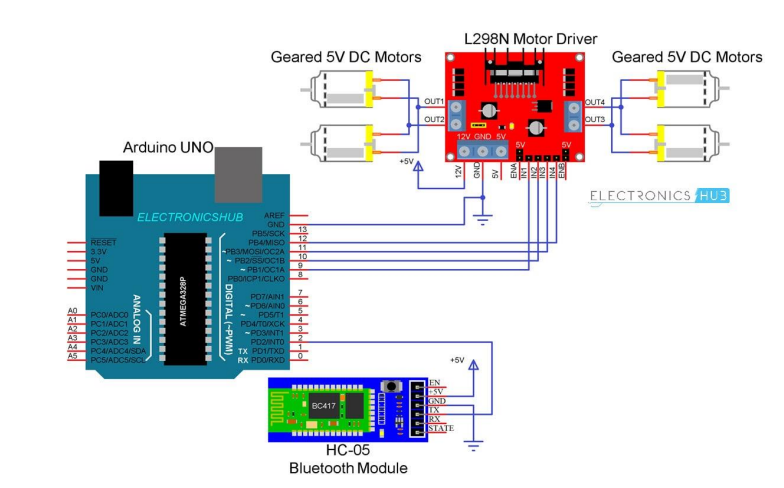 L298N Motor Driver
Geared 5V DC Motors
Geared 5V DC Motors
OUT1
OUT2
OUT4
OUT3
12V GND 5V
5V
5V
+5V
12V
GND
5V
ENA
IN1
IN2
IN3
IN4
ENB
ELECTRONICS HUB
Arduino UNO
ELECTRONICSHUB
RESET
3.3V
5V
GND
GND
VIN
A0 PC0/ADC0
A1 PC1/ADC1
A2 PC2/ADC2
A3 PC3/ADC3
A4 PC4/ADC4/SDA
A5 PC5/ADC5/SCL
ANALOG IN
ATMEGA328P
DIGITAL (~PWM)
AREF
GND
PB5/SCK 13
PB4/MISO 12
~PB3/MOSI/OC2A 11
~ PB2/SS/OC1B 10
~ PB1/OC1A 9
PB0/ICP1/CLKO 8
PD7/AIN1 7
~ PD6/AIN0 6
~ PD5/T1 5
PD4/T0/XCK 4
~ PD3/INT1 3
PD2/INT0 2
TX PD1/TXD 1
RX PD0/RXD 0
+5V
BC417
EN
+5V
GND
TX
RX
STATE
HC-05
Bluetooth Module